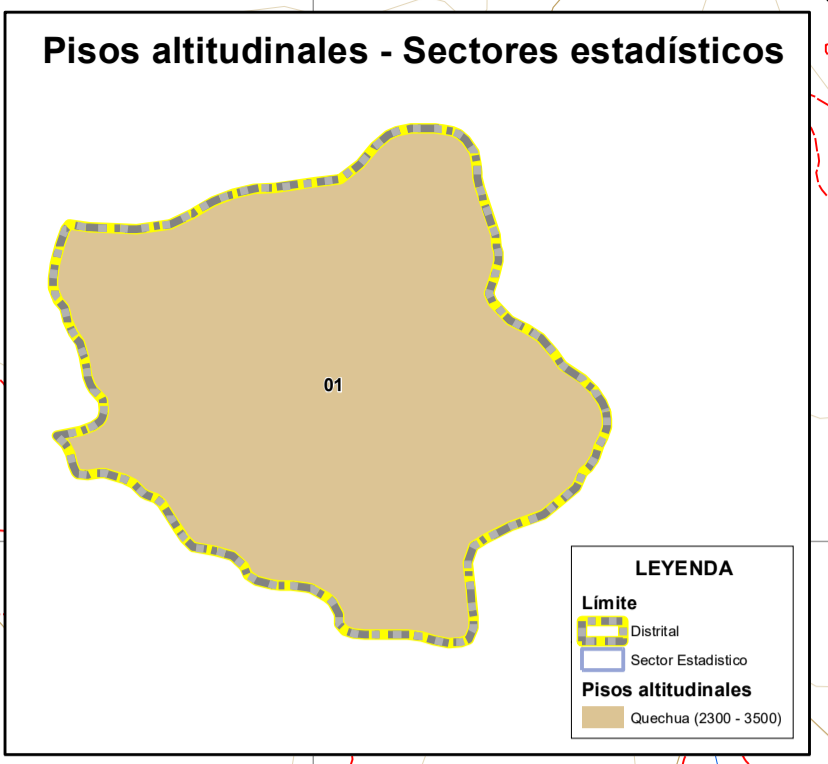 Pisos altitudinales - Sectores estadísticos
01
LEYENDA
Límite
Distrital
Sector Estadistico
Pisos altitudinales
Quechua (2300 - 3500)